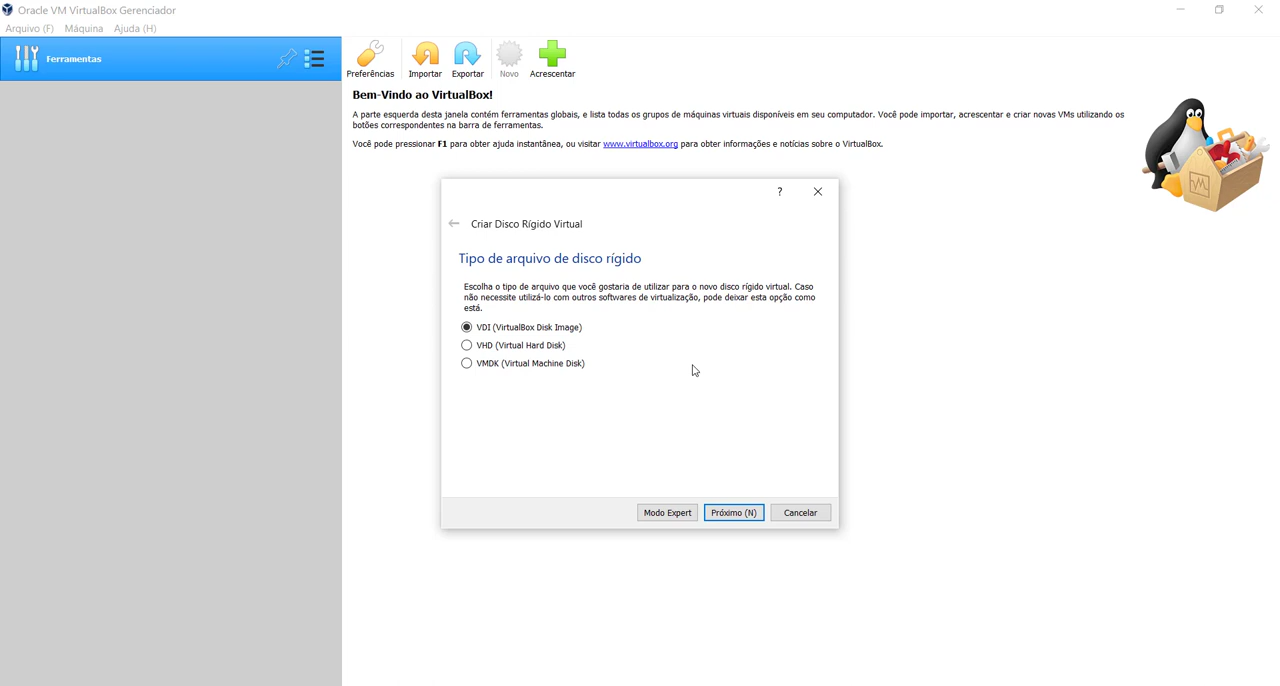 Oracle VM VirtualBox Gerenciador
Arquivo (F) Máquina Ajuda (H)
Ferramentas
Preferências Importar Exportar Novo Acrescentar
Bem-Vindo ao VirtualBox!
A parte esquerda desta janela contém ferramentas globais, e lista todas os grupos de máquinas virtuais disponíveis em seu computador. Você pode importar, acrescentar e criar novas VMs utilizando os
botões correspondentes na barra de ferramentas.
Você pode pressionar F1 para obter ajuda instantânea, ou visitar www.virtualbox.org para obter informações e notícias sobre o VirtualBox.
?
Criar Disco Rígido Virtual
Tipo de arquivo de disco rígido
Escolha o tipo de arquivo que você gostaria de utilizar para o novo disco rígido virtual. Caso
não necessite utilizá-lo com outros softwares de virtualização, pode deixar esta opção como
está.
VDI (VirtualBox Disk Image)
VHD (Virtual Hard Disk)
VMDK (Virtual Machine Disk)
Modo Expert Próximo (N) Cancelar